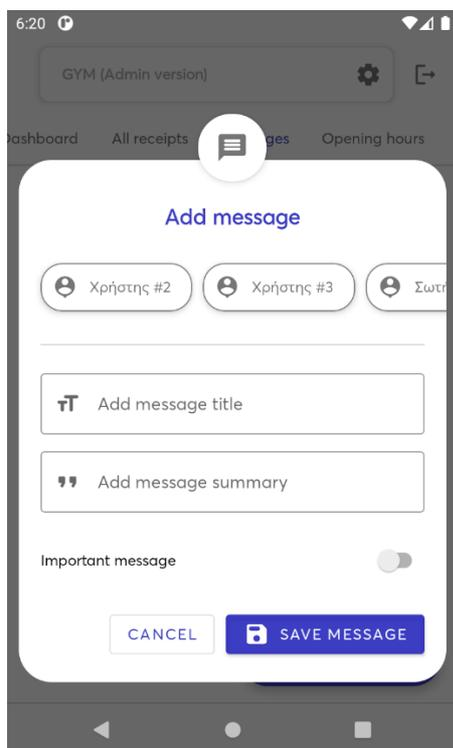 6:20
GYM (Admin version)
Dashboard All receipts Opening hours
Add message
Χρήστης #2 Χρήστης #3
Add message title
Add message summary
Important message
CANCEL SAVE MESSAGE